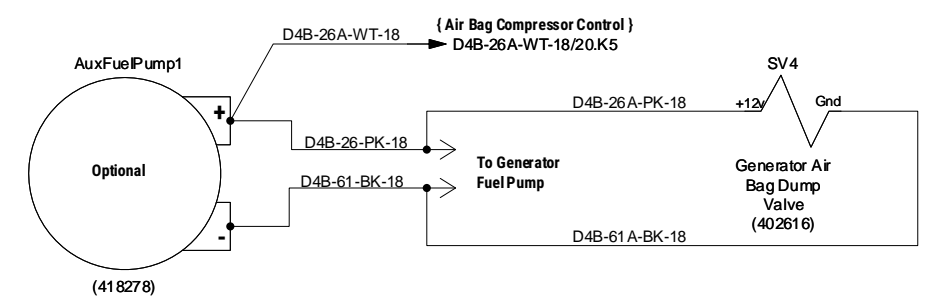 { Air Bag Compressor Control }
D4B-26A-WT-18
D4B-26A-WT-18/20.K5
AuxFuelPump1
SV4
+
D4B-26A-PK-18
+12v
Gnd
D4B-26-PK-18
Optional
To Generator
Fuel Pump
Generator Air
Bag Dump
Valve
(402616)
D4B-61-BK-18
-
D4B-61A-BK-18
(418278)